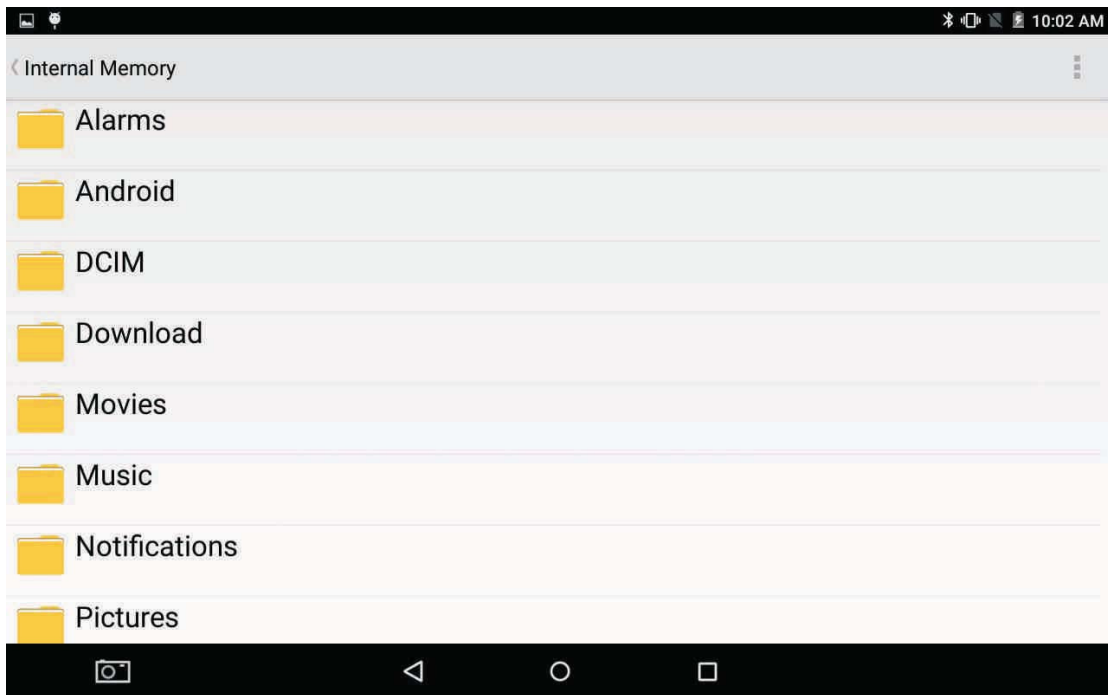 10:02 AM
Internal Memory
Alarms
Android
DCIM
Download
Movies
Music
Notifications
Pictures